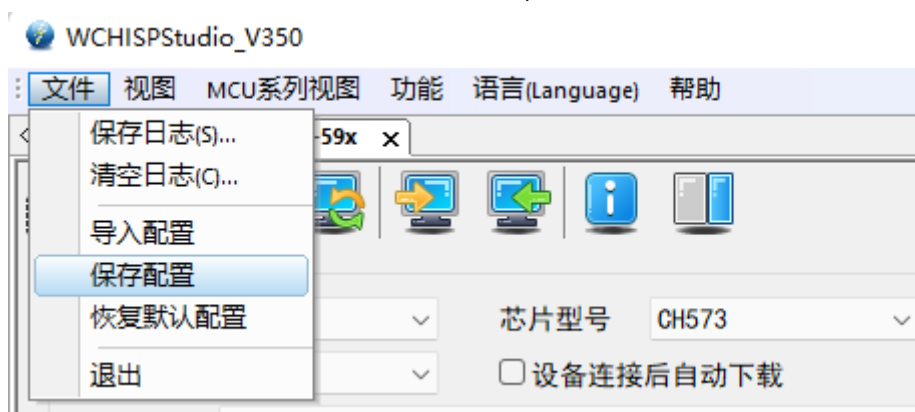 WCHISPStudio_V350
文件 视图 MCU系列视图 功能 语言(Language) 帮助
保存日志(S)... -59x
清空日志(C)...
导入配置
保存配置
恢复默认配置 芯片型号 CH573
退出 设备连接后自动下载